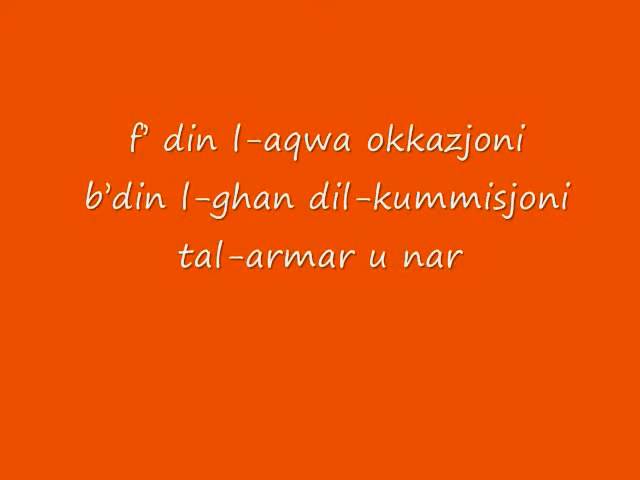 f’ din l-aqwa okkazjoni
b’din l-ghan dil-kummisjoni
tal-armar u nar